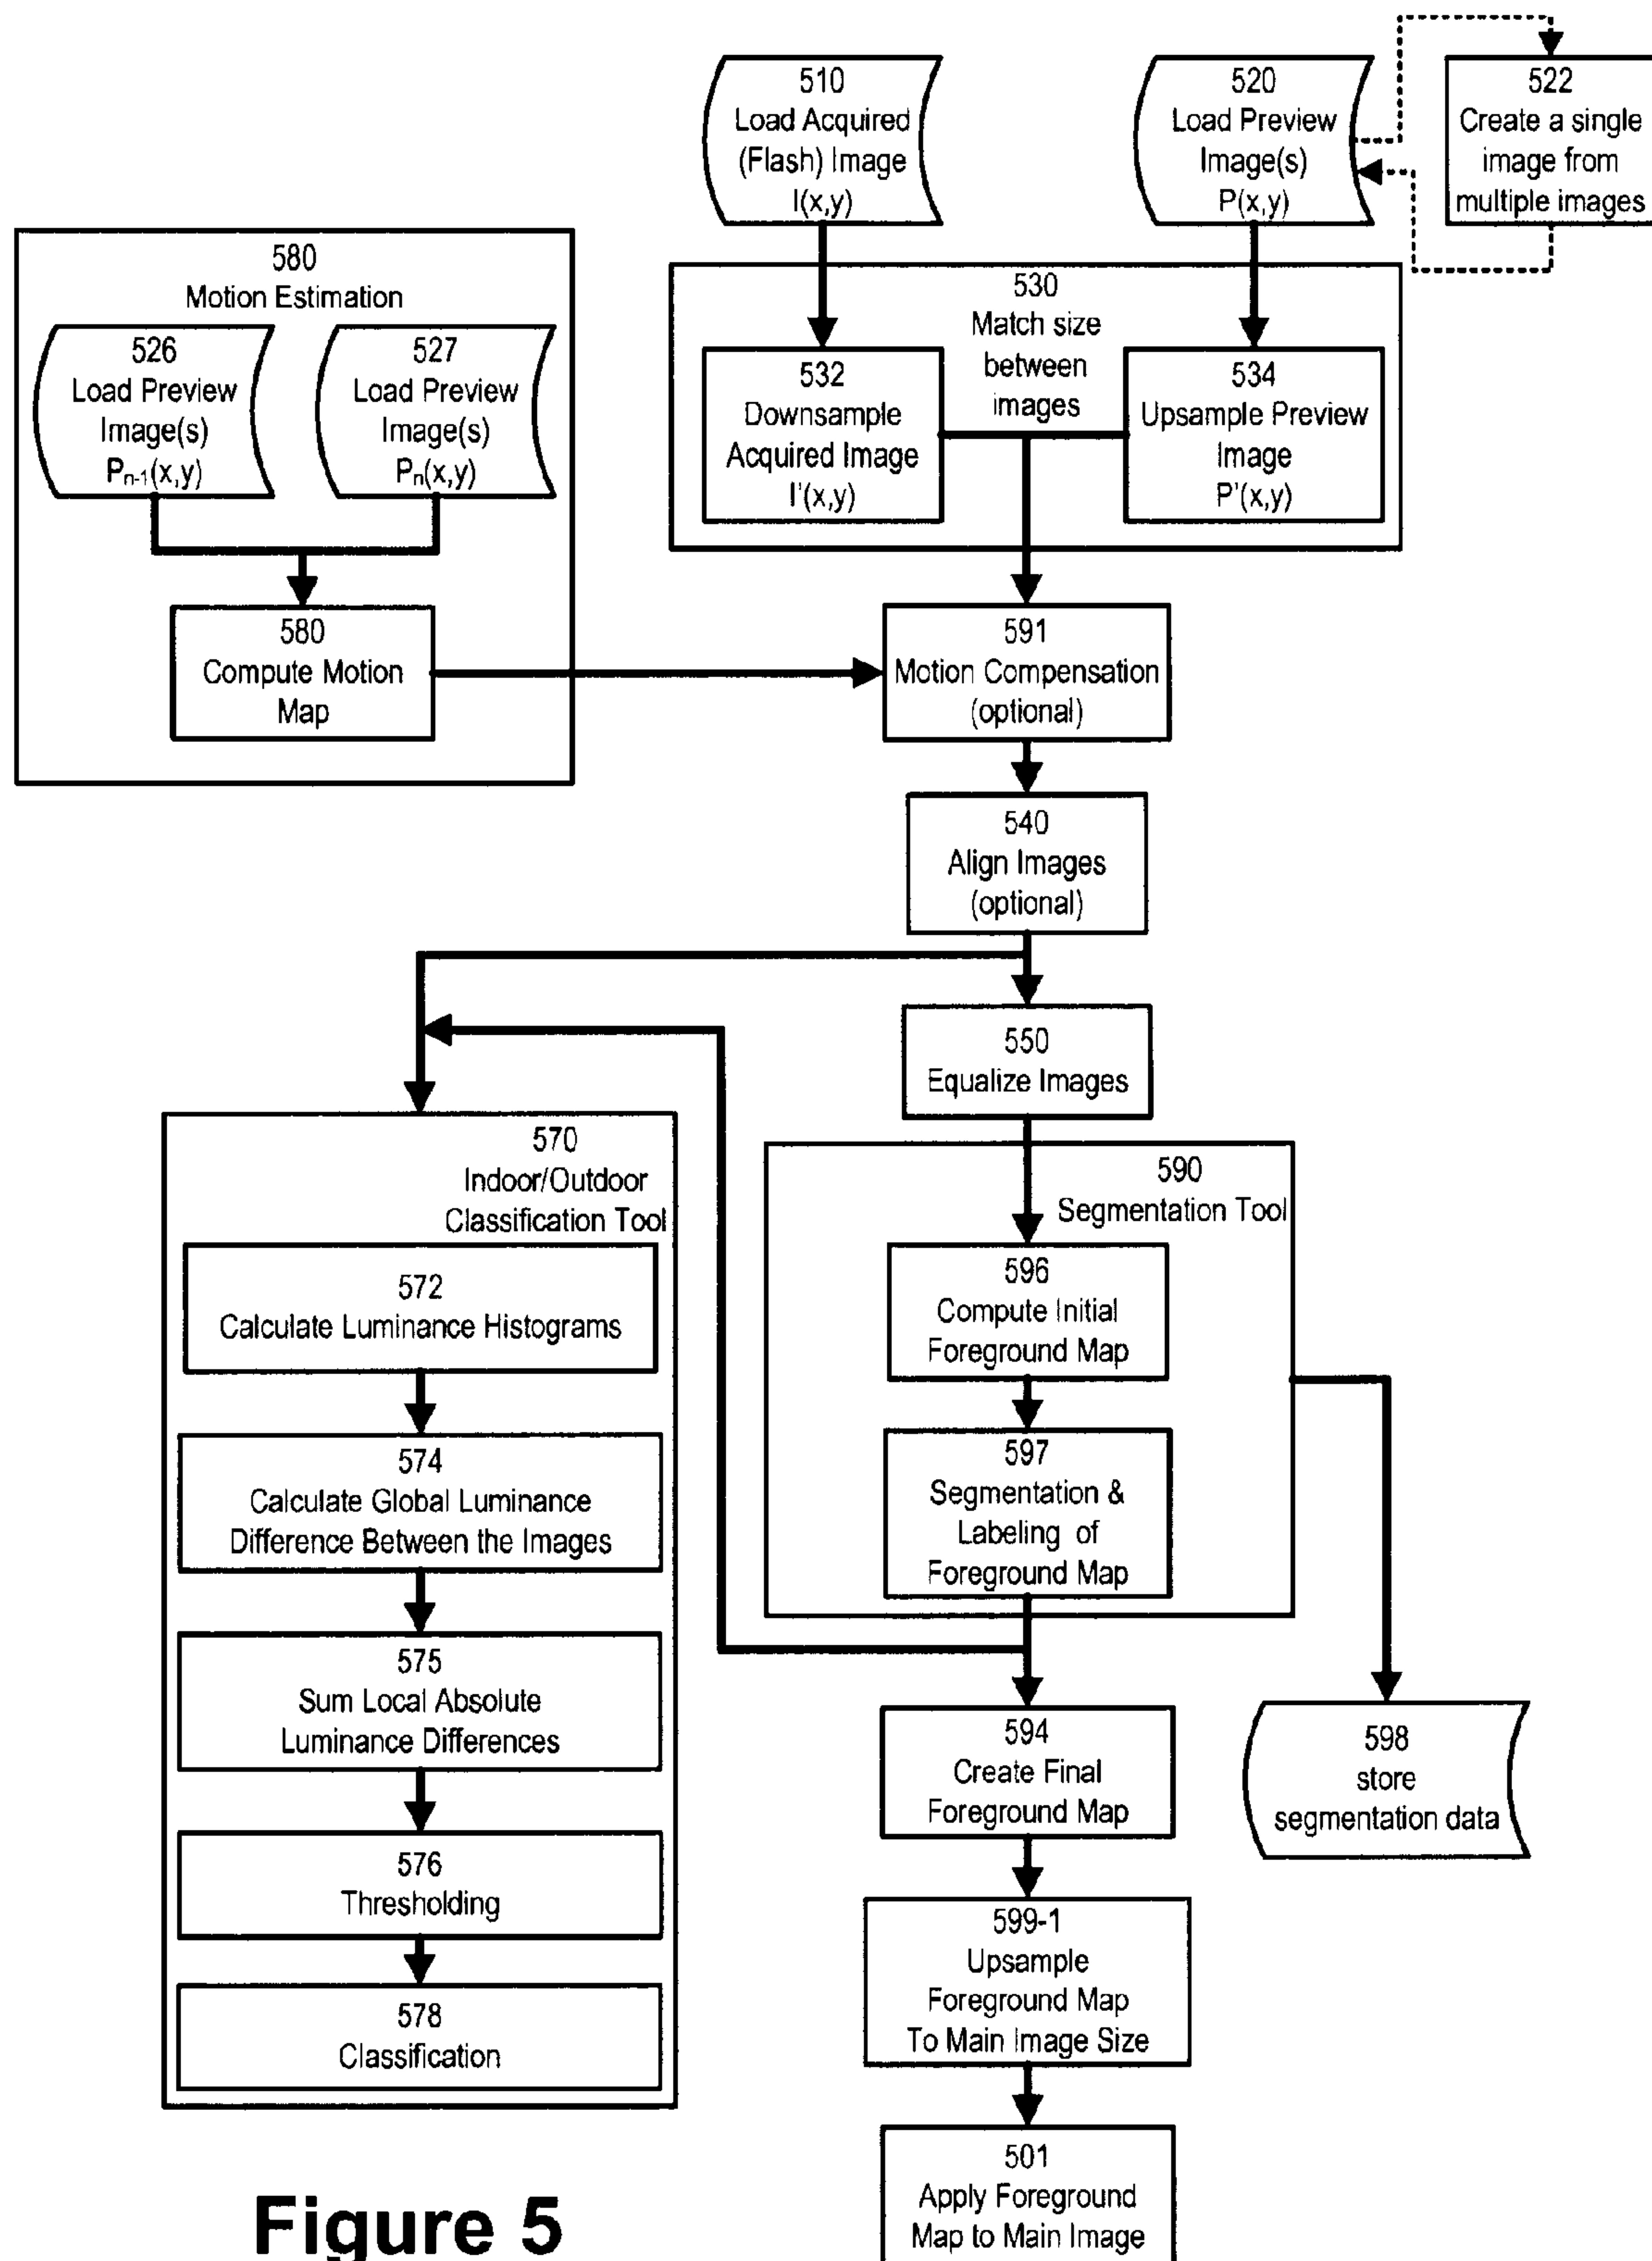 510
Load Acquired
(Flash) Image
I(x,y)
520
Load Preview
Image(s)
P(x,y)
522
Create a single
image from
multiple images
580
Motion Estimation
526
Load Preview
Image(s)
Pn-1(x,y)
527
Load Preview
Image(s)
Pn(x,y)
580
Compute Motion
Map
530
Match size
between
images
532
Downsample
Acquired Image
I'(x,y)
534
Upsample Preview
Image
P'(x,y)
591
Motion Compensation
(optional)
540
Align Images
(optional)
550
Equalize Images
570
Indoor/Outdoor
Classification Tool
572
Calculate Luminance Histograms
574
Calculate Global Luminance
Difference Between the Images
575
Sum Local Absolute
Luminance Differences
576
Thresholding
578
Classification
590
Segmentation Tool
596
Compute Initial
Foreground Map
597
Segmentation &
Labeling of
Foreground Map
594
Create Final
Foreground Map
598
store
segmentation data
599-1
Upsample
Foreground Map
To Main Image Size
501
Apply Foreground
Map to Main Image
Figure 5